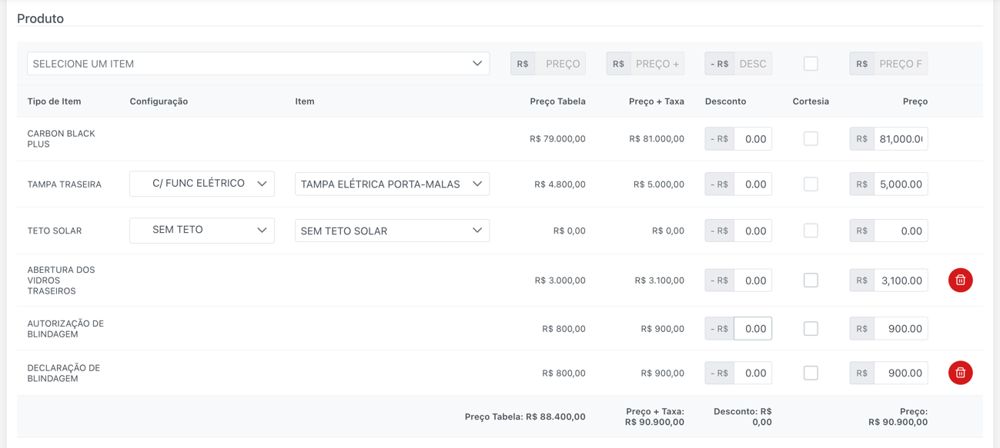 Produto
SELECIONE UM ITEM
R$ PREÇO
R$ PREÇO +
- R$ DESC
R$ PREÇO F
Tipo de Item Configuração Item Preço Tabela Preço + Taxa Desconto Cortesia Preço
CARBON BLACK
PLUS
R$ 79.000,00 R$ 81.000,00 - R$ 0.00 R$ 81,000.0
TAMPA TRASEIRA C/ FUNC ELÉTRICO TAMPA ELÉTRICA PORTA-MALAS R$ 4.800,00 R$ 5.000,00 - R$ 0.00 R$ 5,000.00
TETO SOLAR SEM TETO SEM TETO SOLAR R$ 0,00 R$ 0,00 - R$ 0.00 R$ 0.00
ABERTURA DOS
VIDROS
TRASEIROS
R$ 3.000,00 R$ 3.100,00 - R$ 0.00 R$ 3,100.00
AUTORIZAÇÃO DE
BLINDAGEM
R$ 800,00 R$ 900,00 - R$ 0.00 R$ 900.00
DECLARAÇÃO DE
BLINDAGEM
R$ 800,00 R$ 900,00 - R$ 0.00 R$ 900.00
Preço Tabela: R$ 88.400,00
Preço + Taxa:
R$ 90.900,00
Desconto: R$
0,00
Preço:
R$ 90.900,00